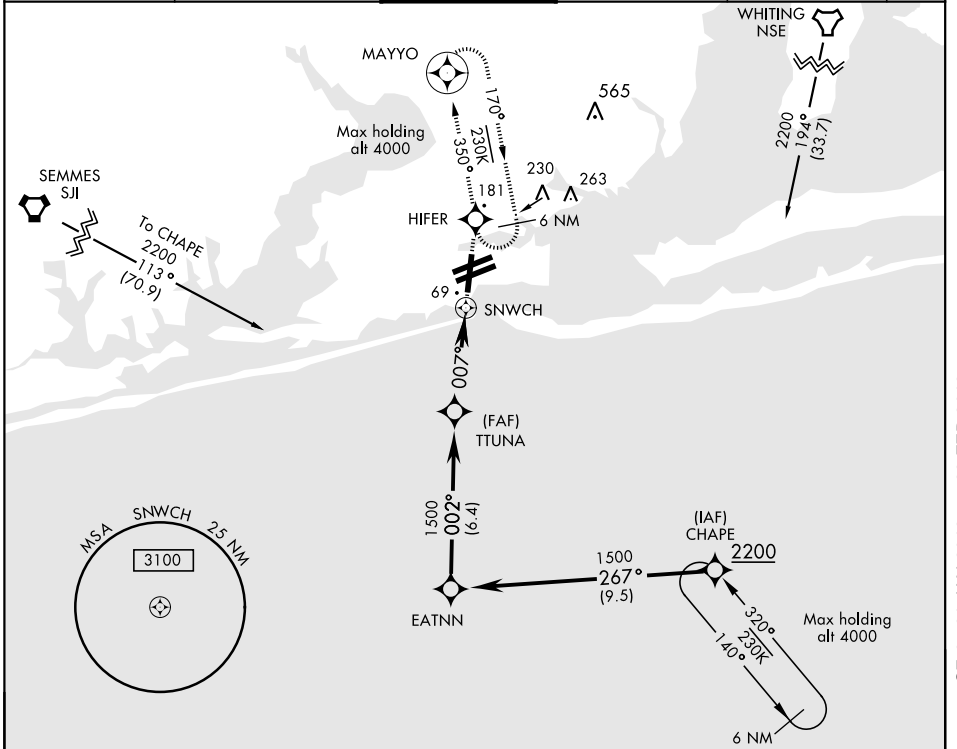 WHITING
NSE
MAYYO
565
170°
230K
350°
Max holding
alt 4000
2200
194°
(33.7)
SEMMES
SJI
230
263
181
HIFER
6 NM
To CHAPE
2200
113°
(70.9)
69
SNWCH
007°
(FAF)
TTUNA
1500
002°
(6.4)
MSA SNWCH 25 NM
3100
(IAF)
CHAPE
2200
1500
267°
(9.5)
EATNN
320°
230K
140°
Max holding
alt 4000
6 NM